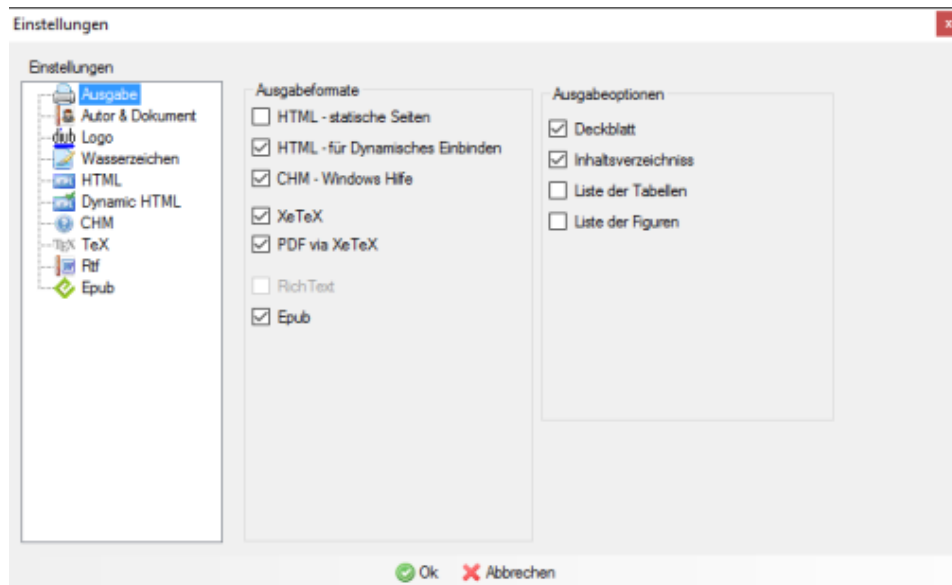 Einstellungen
x
Einstellungen
Ausgabe
Autor & Dokument
diub Logo
Wasserzeichen
HTML
Dynamic HTML
CHM
TeX TeX
Rtf
Epub
Ausgabeformate
HTML - statische Seiten
HTML - für Dynamisches Einbinden
CHM - Windows Hilfe
XeTeX
PDF via XeTeX
RichText
Epub
Ausgabeoptionen
Deckblatt
Inhaltsverzeichniss
Liste der Tabellen
Liste der Figuren
Ok
Abbrechen